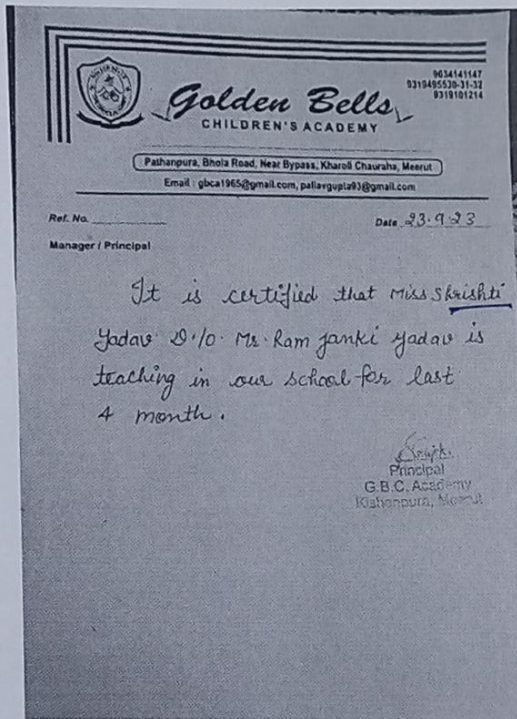 9634141147
9319495530-31-32
9319101214
Golden Bells
CHILDREN'S ACADEMY
Pathanpura, Bhola Road, Near Bypass, Kharoli Chauraha, Meerut
Email : gbca1965@gmail.com, pallavgupta93@gmail.com
Ref. No.
Date 23.9.23
Manager / Principal
It is certified that Miss Shrishti
Yadav D/o Mr. Ram Janki Yadav is
teaching in our school for last
4 month.
Principal
G.B.C. Academy
Kishanpura, Meerut